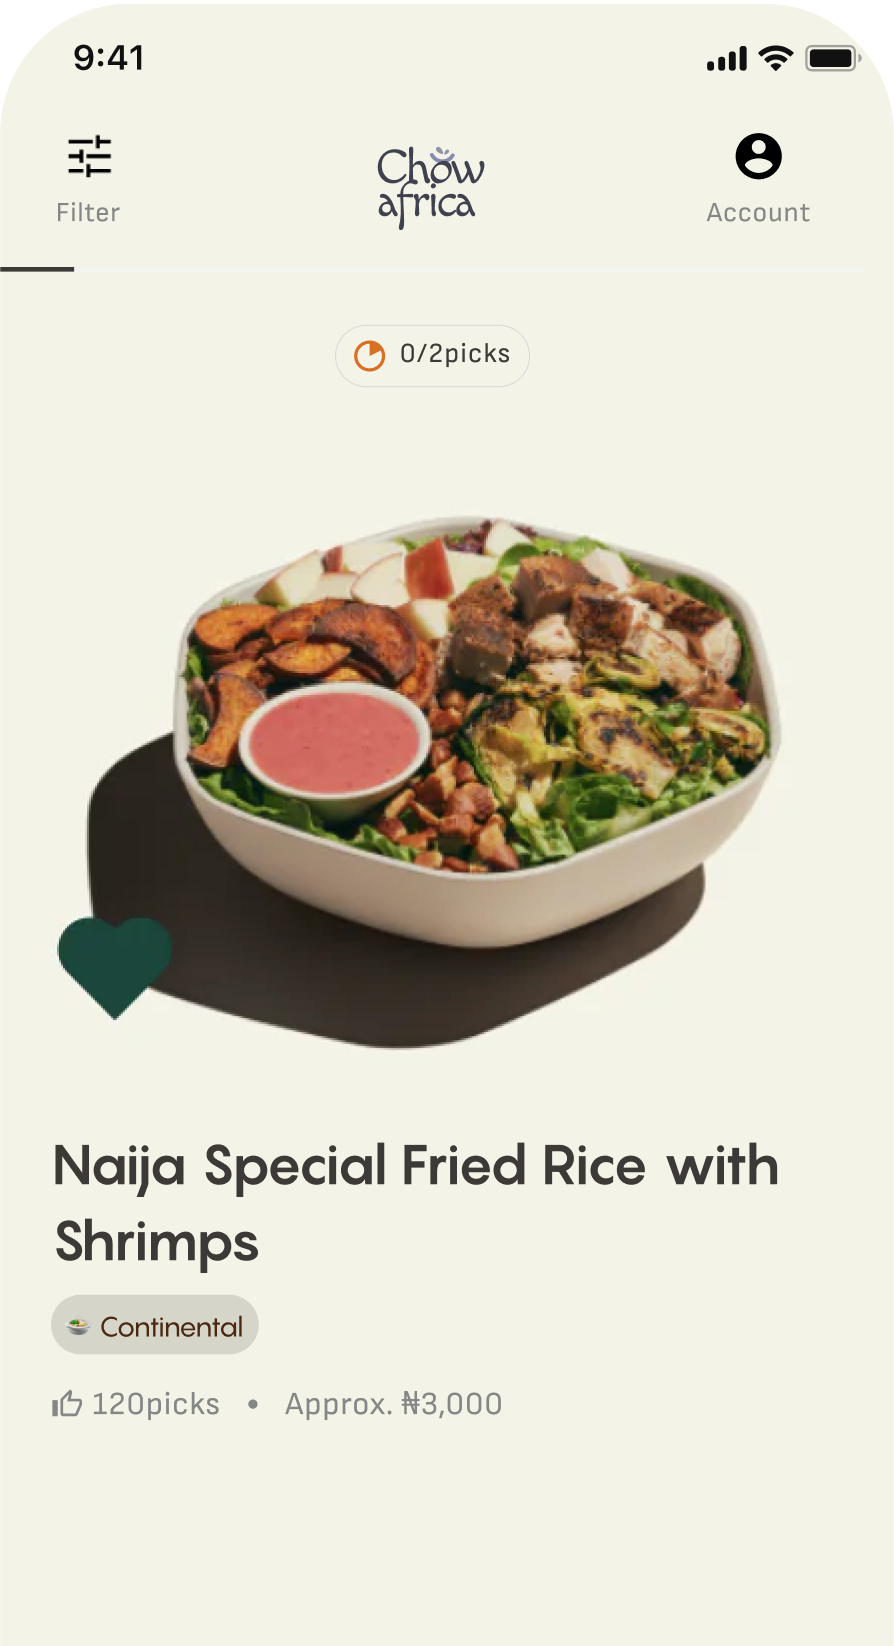 9:41
Filter
Chow
africa
Account
0/2picks
Naija Special Fried Rice with
Shrimps
Continental
120picks • Approx. ₦3,000